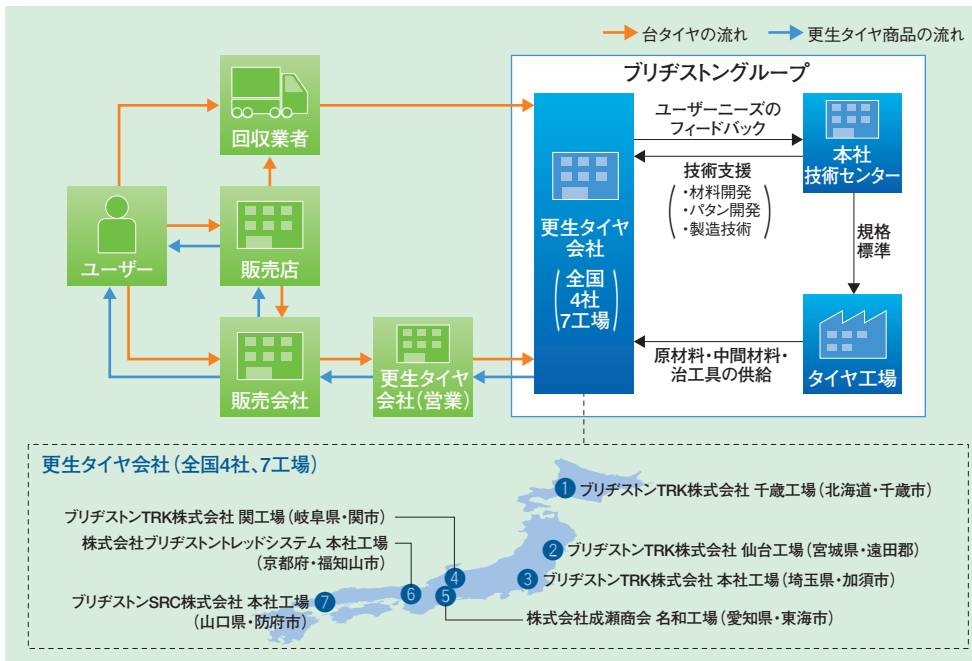 台タイヤの流れ
更生タイヤ商品の流れ
ブリヂストングループ
回収業者
ユーザー
販売店
販売会社
更生タイヤ
会社(営業)
更生タイヤ
会社
全国
4社
7工場
ユーザーニーズの
フィードバック
技術支援
・材料開発
・パタン開発
・製造技術
本社
技術センター
規格
標準
原材料・中間材料・
治工具の供給
タイヤ工場
更生タイヤ会社(全国4社、7工場)
1 ブリヂストンTRK株式会社 千歳工場(北海道・千歳市)
2 ブリヂストンTRK株式会社 仙台工場(宮城県・遠田郡)
3 ブリヂストンTRK株式会社 本社工場(埼玉県・加須市)
ブリヂストンTRK株式会社 関工場(岐阜県・関市)
4
株式会社成瀬商会 名和工場(愛知県・東海市)
5
株式会社ブリヂストントレッドシステム 本社工場
(京都府・福知山市)
6
ブリヂストンSRC株式会社 本社工場
(山口県・防府市)
7